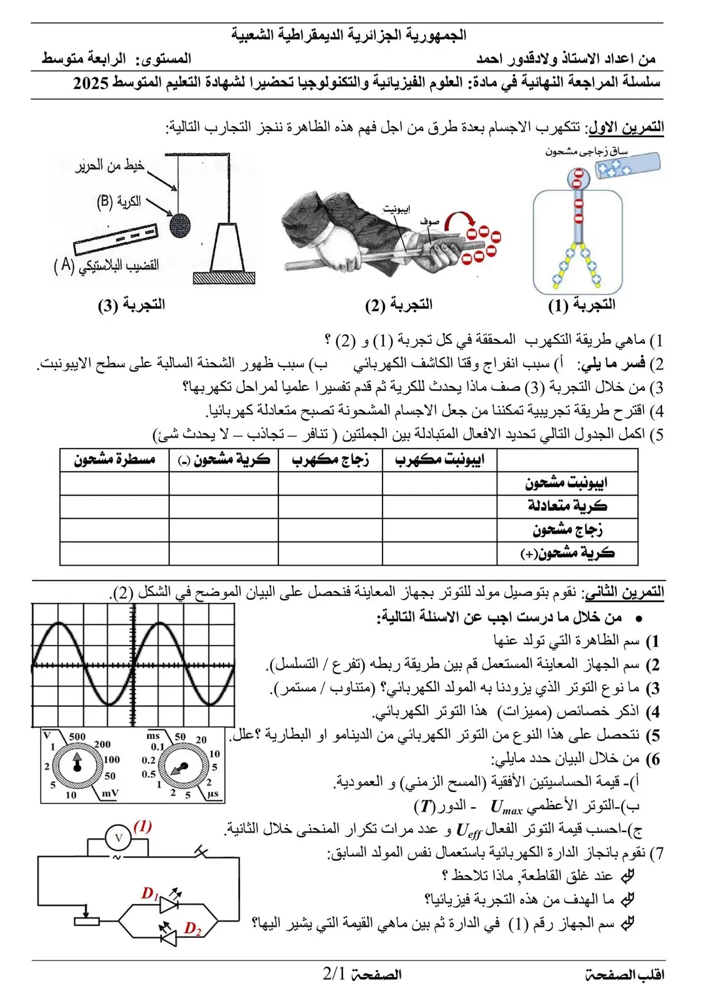 الجمهورية الجزائرية الديمقراطية الشعبية
من اعداد الاستاذ ولادقدور احمد
المستوى: الرابعة متوسط
سلسلة المراجعة النهائية في مادة: العلوم الفيزيائية والتكنولوجيا تحضيرا لشهادة التعليم المتوسط 2025
التمرين الاول: تتكهرب الاجسام بعدة طرق من اجل فهم هذه الظاهرة ننجز التجارب التالية:
ساق زجاجي مشحون
التجربة (1)
ايبونيت
صوف
التجربة (2)
خيط من الحرير
الكرية (B)
القضيب البلاستيكي (A)
التجربة (3)
1) ماهي طريقة التكهرب المحققة في كل تجربة (1) و (2) ؟
2) فسر ما يلي: أ) سبب انفراج وقتا الكاشف الكهربائي ب) سبب ظهور الشحنة السالبة على سطح الايبونبت.
3) من خلال التجربة (3) صف ماذا يحدث للكرية ثم قدم تفسيرا علميا لمراحل تكهربها؟
4) اقترح طريقة تجريبية تمكننا من جعل الاجسام المشحونة تصبح متعادلة كهربائيا.
5) اكمل الجدول التالي تحديد الافعال المتبادلة بين الجملتين ( تنافر – تجاذب – لا يحدث شئ)
ايبونبت مكهرب زجاج مكهرب كرية مشحون (-) مسطرة مشحون
ايبونبت مشحون
كرية متعادلة
زجاج مشحون
كرية مشحون(+)
التمرين الثاني: نقوم بتوصيل مولد للتوتر بجهاز المعاينة فنحصل على البيان الموضح في الشكل (2).
• من خلال ما درست اجب عن الاسئلة التالية:
1) سم الظاهرة التي تولد عنها
2) سم الجهاز المعاينة المستعمل قم بين طريقة ربطه (تفرع / التسلسل).
3) ما نوع التوتر الذي يزودنا به المولد الكهربائي؟ (متناوب / مستمر).
4) اذكر خصائص (مميزات) هذا التوتر الكهربائي.
5) نتحصل على هذا النوع من التوتر الكهربائي من الدينامو او البطارية ؟علل.
6) من خلال البيان حدد مايلي:
أ)- قيمة الحساسيتين الأفقية (المسح الزمني) و العمودية.
ب)-التوتر الأعظمي Umax - الدور(T)
ج)-احسب قيمة التوتر الفعال Ueff و عدد مرات تكرار المنحنى خلال الثانية.
V 500 200 100 50 mV 10 5 2 1
ms 50 20 10 5 2 µs 5 2 1 0.5 0.2 0.1
7) نقوم بانجاز الدارة الكهربائية باستعمال نفس المولد السابق:
عند غلق القاطعة, ماذا تلاحظ ؟
ما الهدف من هذه التجربة فيزيائيا؟
سم الجهاز رقم (1) في الدارة ثم بين ماهي القيمة التي يشير اليها؟
(1)
V
~
D1
D2
اقلب الصفحة
الصفحة 2/1